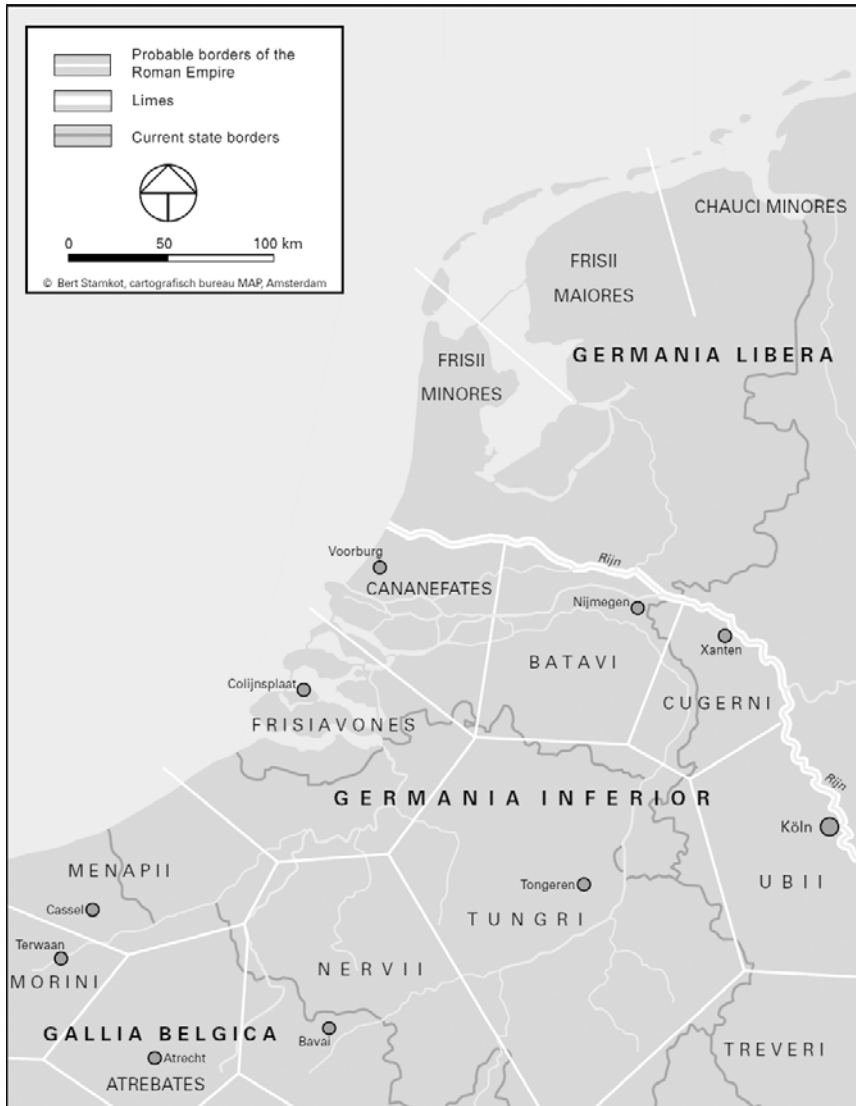 Probable borders of the
Roman Empire
Limes
Current state borders
0 50 100 km
© Bert Stamkot, cartografisch bureau MAP, Amsterdam
CHAUCI MINORES
FRISII
MAIORES
GERMANIA LIBERA
FRISII
MINORES
Voorburg
Rijn
CANANEFATES
Nijmegen
Xanten
BATAVI
Colijnsplaat
CUGERNI
FRISIAVONES
Rijn
GERMANIA INFERIOR
Köln
MENAPII
UBII
Tongeren
Cassel
TUNGRI
Terwaan
NERVII
MORINI
GALLIA BELGICA
Bavai
TREVERI
Atrecht
ATREBATES